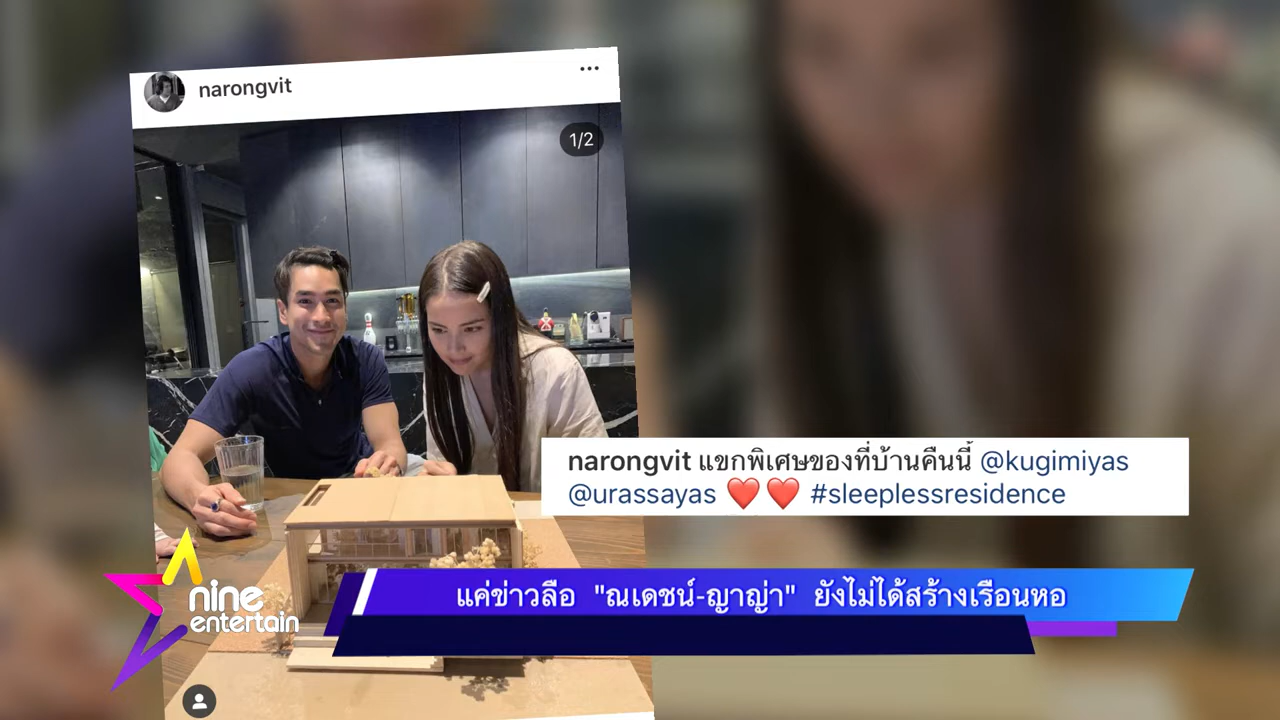 narongvit
1/2
narongvit แขกพิเศษของที่บ้านคืนนี้ @kugimiyas
@urassayas ❤️❤️ #sleeplessresidence
nine
entertain
แค่ข่าวลือ "ณเดชน์-ญาญ่า" ยังไม่ได้สร้างเรือนหอ